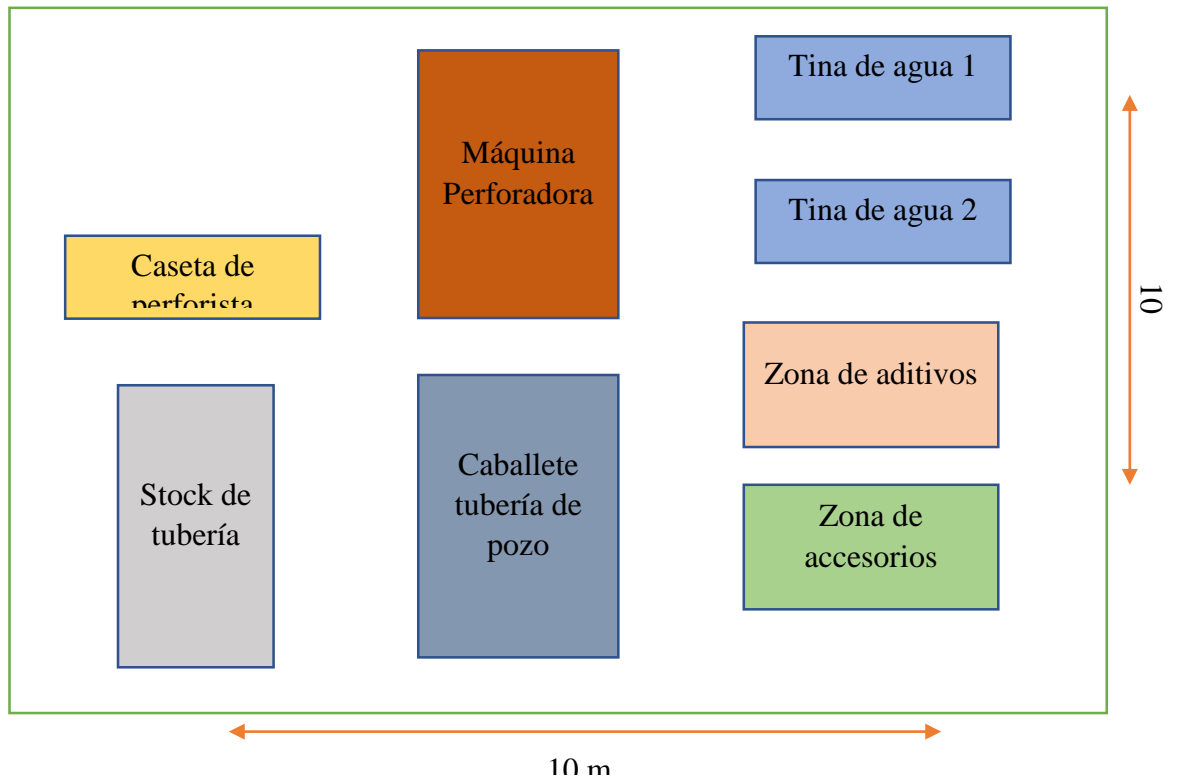 Tina de agua 1
Máquina
Perforadora
Tina de agua 2
Caseta de
perforista
10
Zona de aditivos
Stock de
tubería
Caballete
tubería de
pozo
Zona de
accesorios
10 m